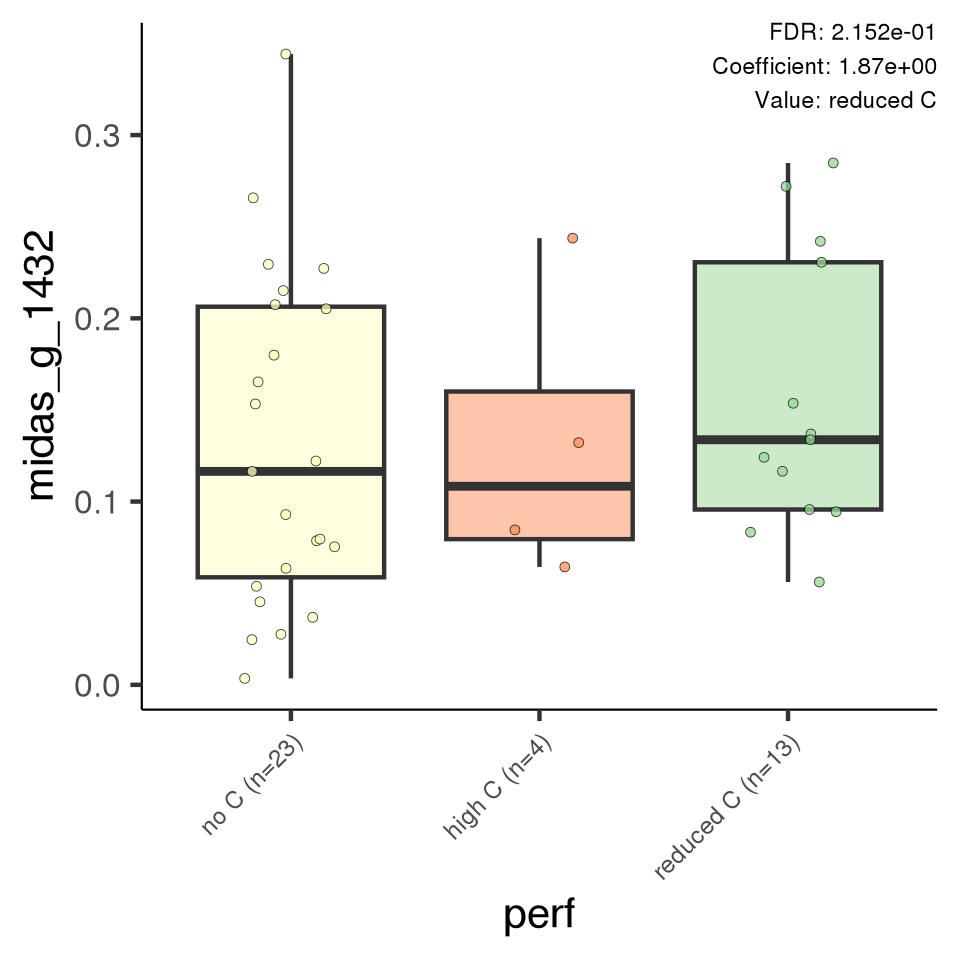 FDR: 2.152e-01
Coefficient: 1.87e+00
Value: reduced C
midas_g_1432
0.3
0.2
0.1
0.0
no C (n=23)
high C (n=4)
reduced C (n=13)
perf